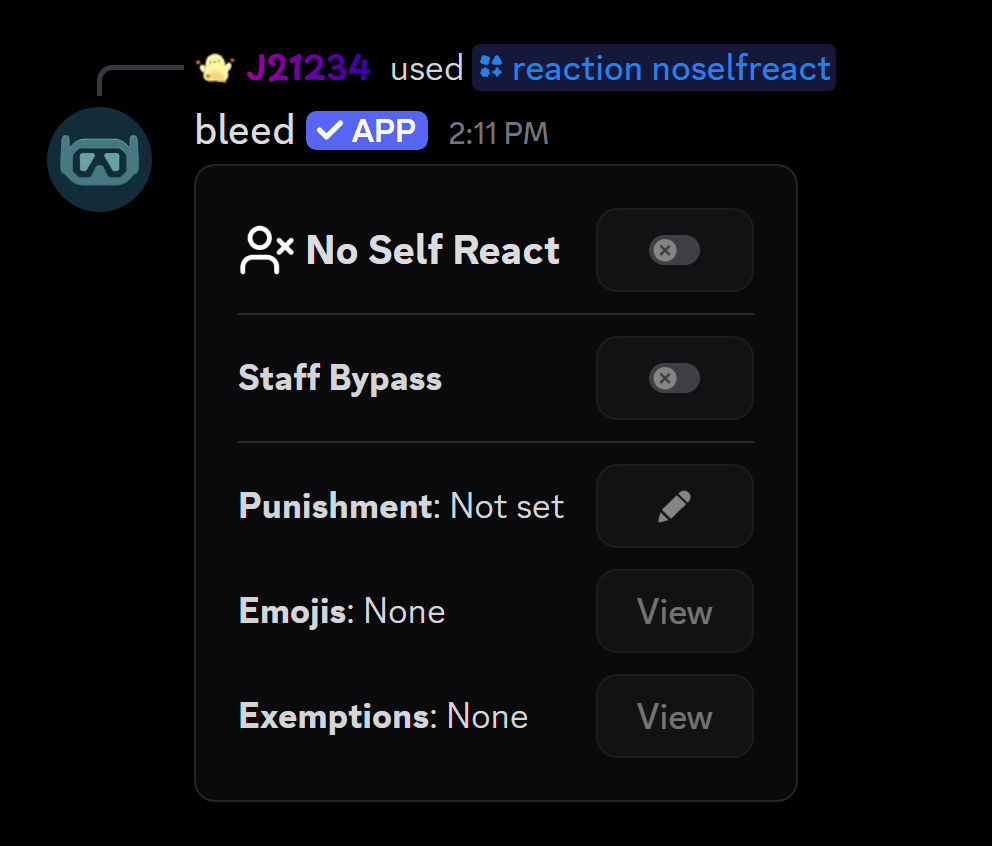 J21234 used reaction noselfreact
bleed APP 2:11 PM
No Self React
Staff Bypass
Punishment: Not set
Emojis: None
View
Exemptions: None
View